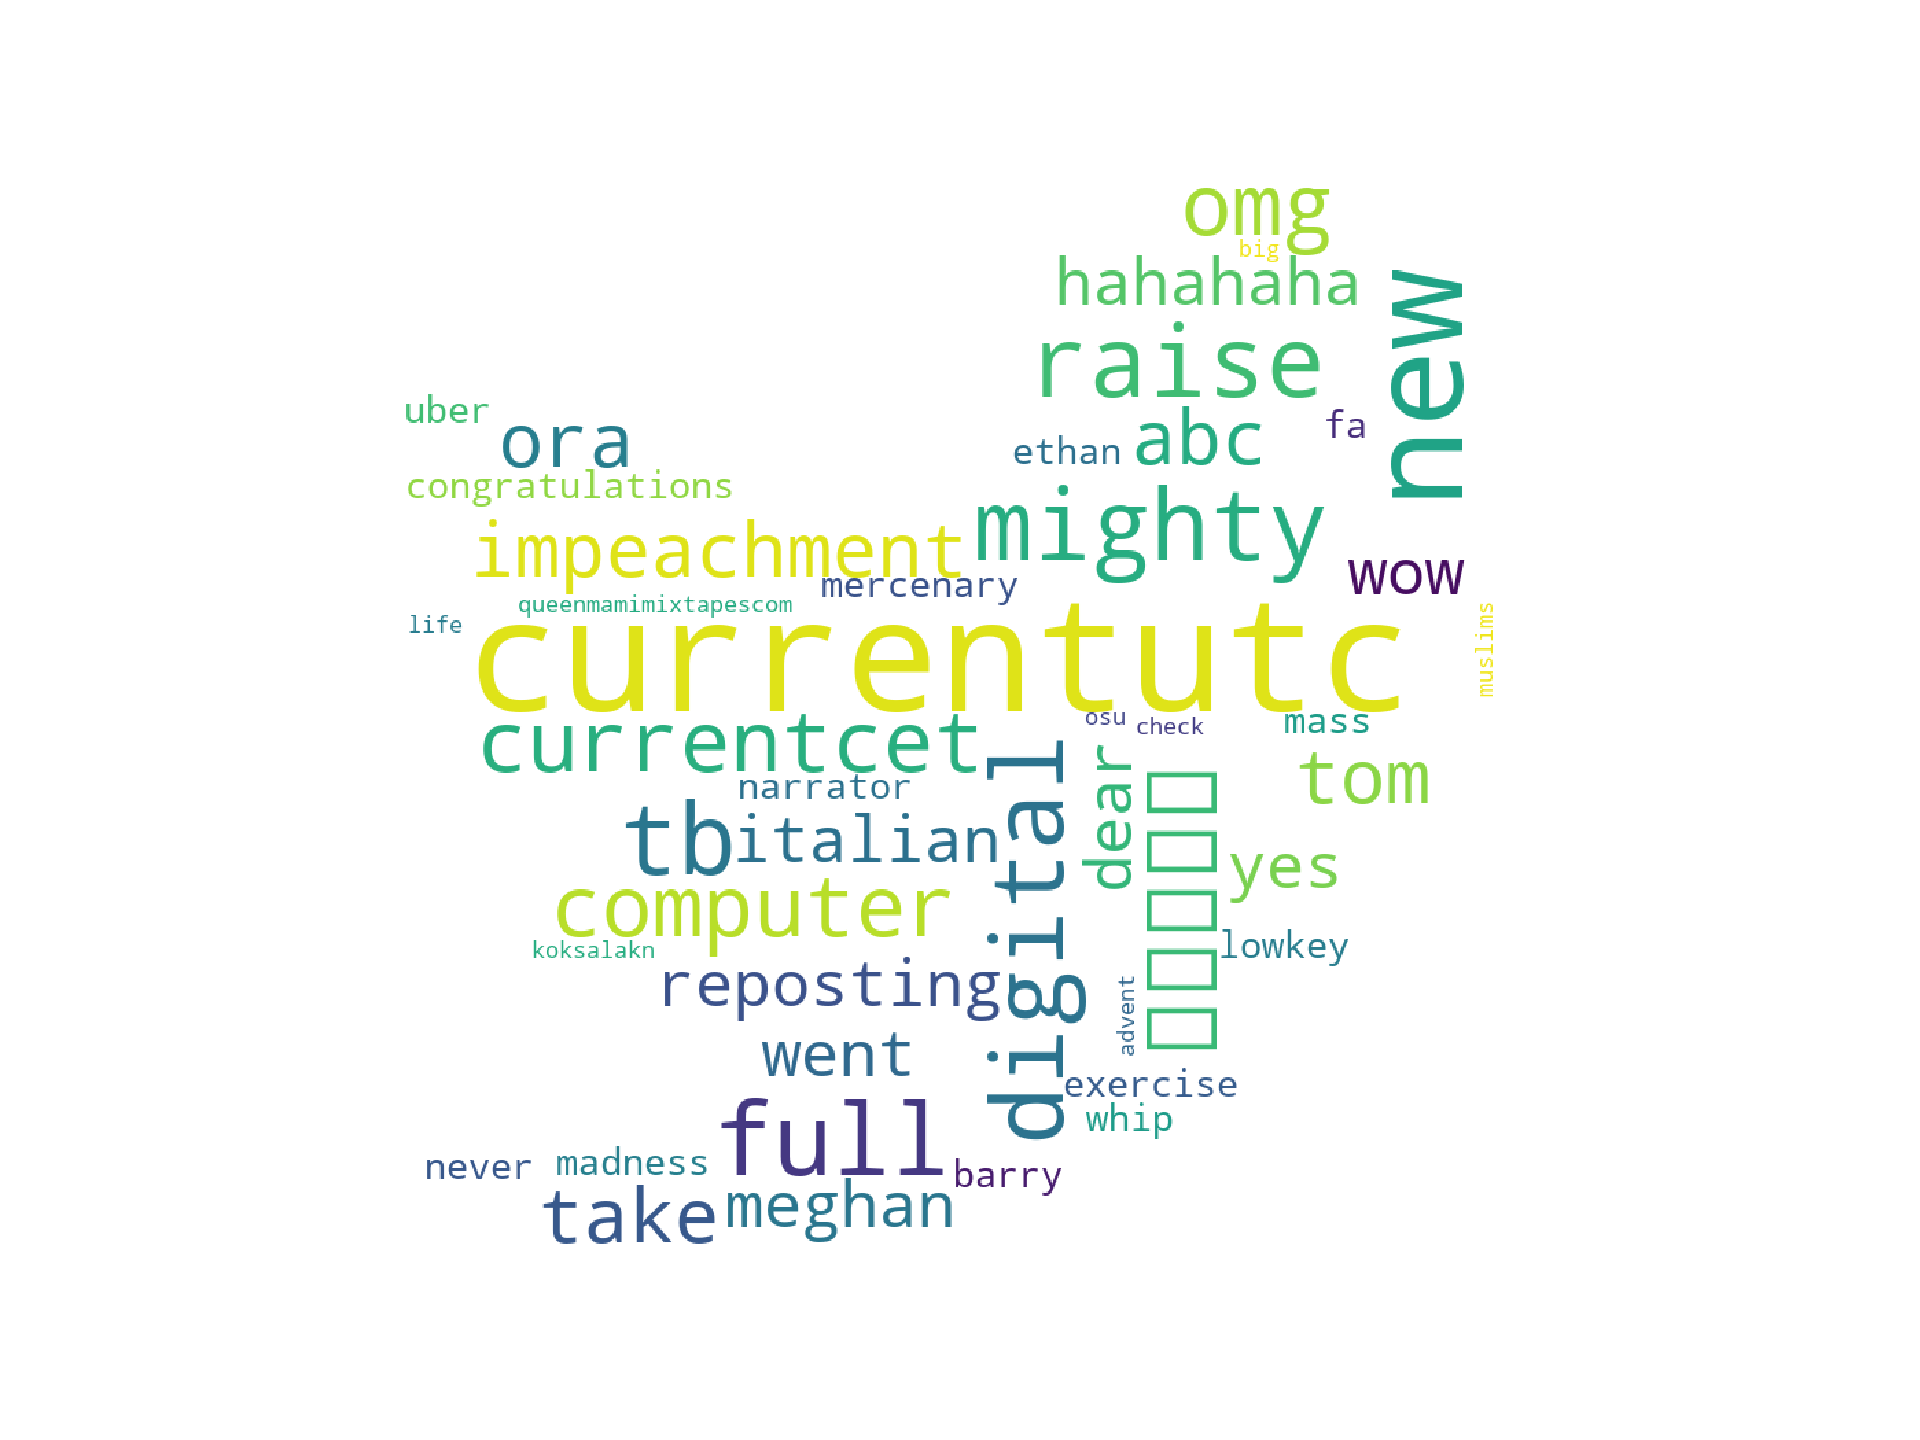 omg
big
hahahaha
new
raise
uber
ora
ethan
abc
fa
congratulations
mighty
impeachment
mercenary
wow
queenmamimixtapescom
life
currentutc
muslims
currentcet
osu
check
mass
narrator
digital
dear
tom
tb
italian
yes
computer
koksalakn
lowkey
reposting
advent
went
exercise
full
whip
never
madness
barry
take
meghan